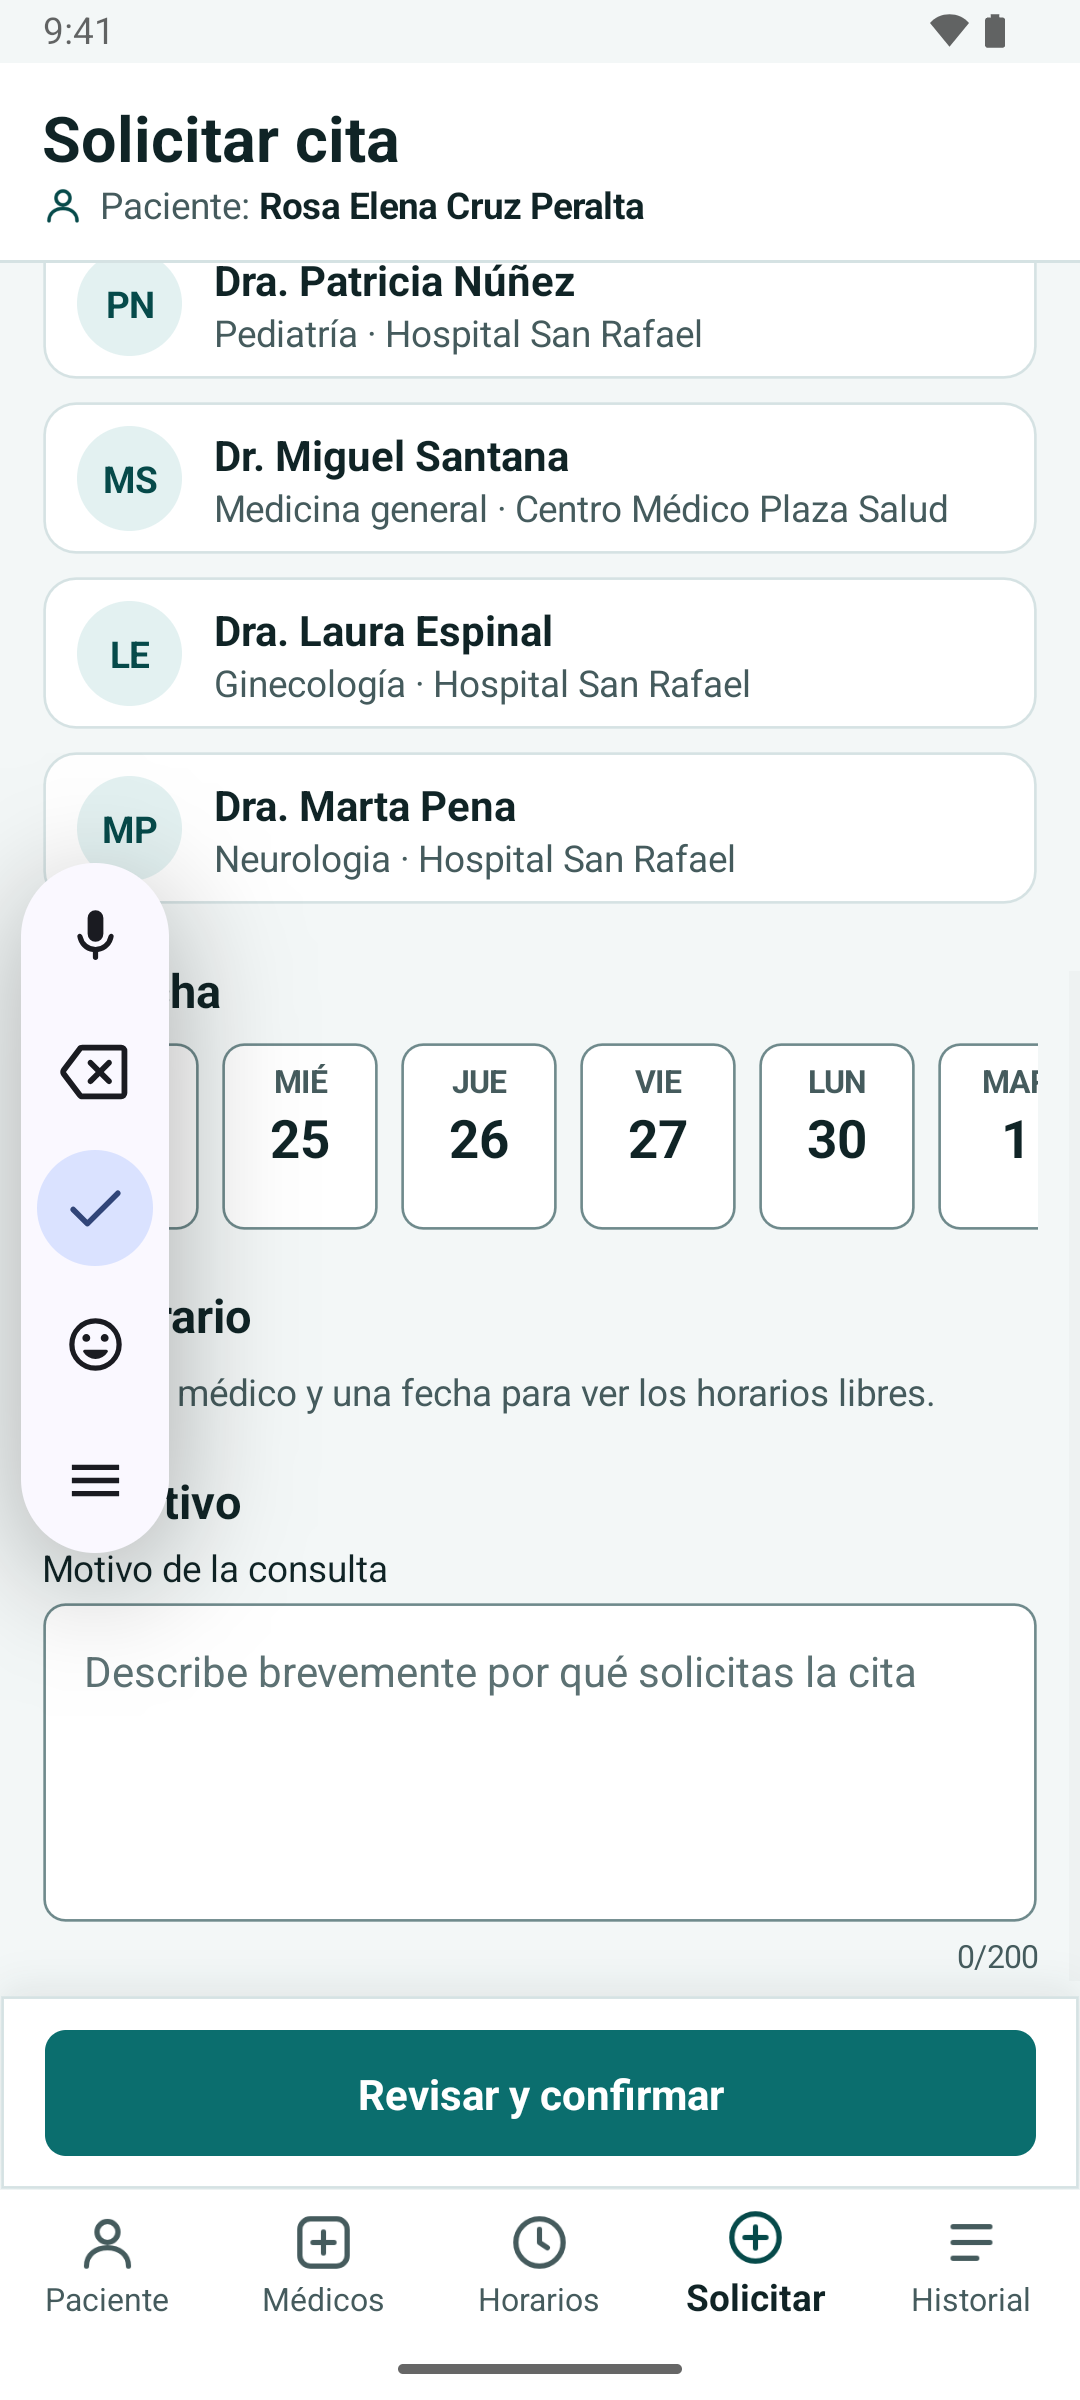 9:41
Solicitar cita
Paciente: Rosa Elena Cruz Peralta
PN
Dra. Patricia Núñez
Pediatría · Hospital San Rafael
MS
Dr. Miguel Santana
Medicina general · Centro Médico Plaza Salud
LE
Dra. Laura Espinal
Ginecología · Hospital San Rafael
MP
Dra. Marta Pena
Neurologia · Hospital San Rafael
ha
MIÉ JUE VIE LUN MAR
25 26 27 30 1
rario
médico y una fecha para ver los horarios libres.
tivo
Motivo de la consulta
Describe brevemente por qué solicitas la cita
0/200
Revisar y confirmar
Paciente Médicos Horarios Solicitar Historial